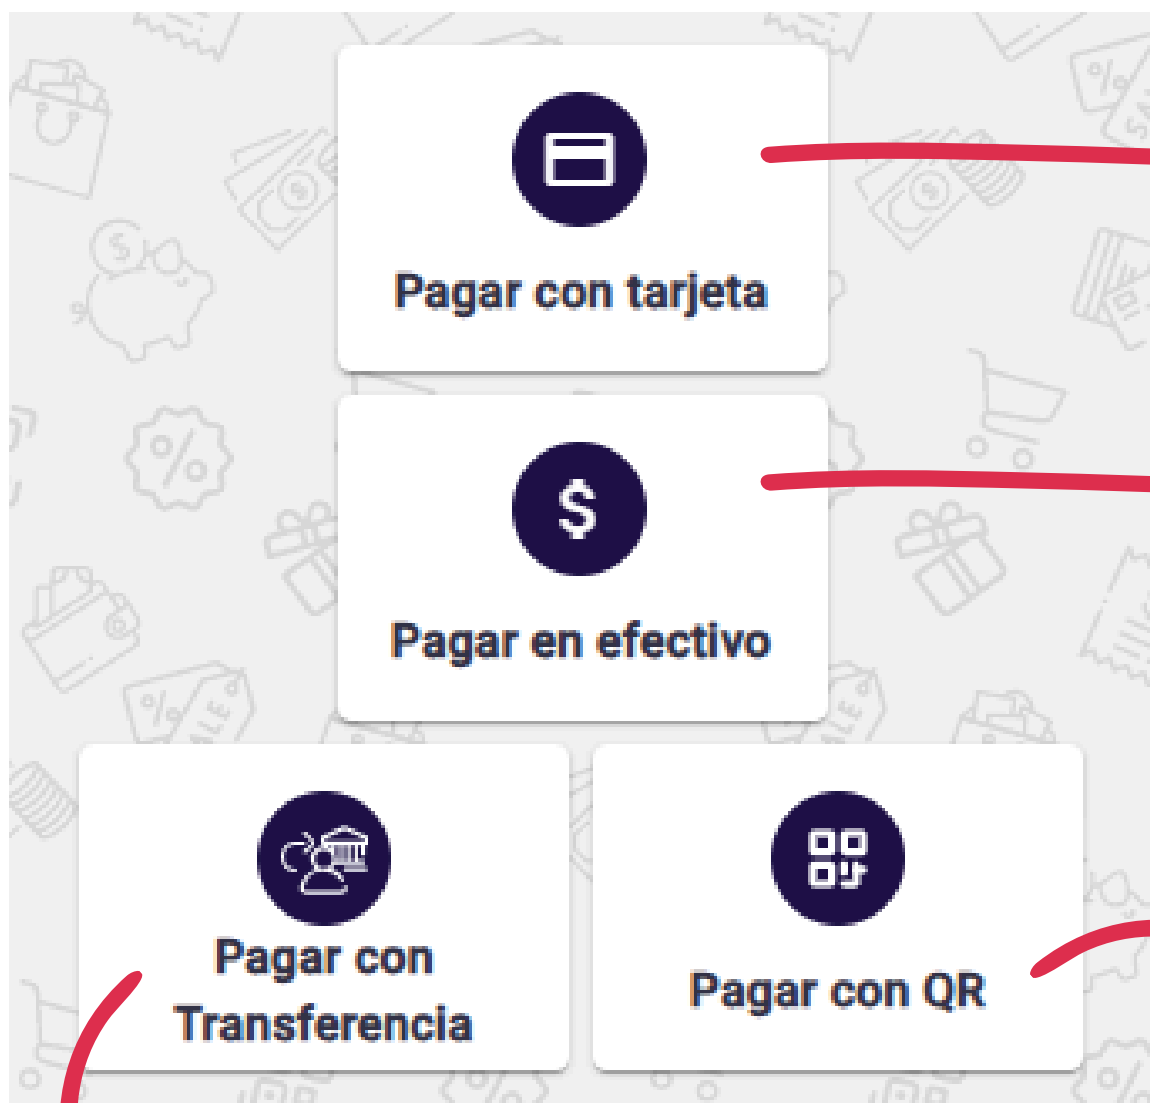 Pagar con tarjeta
$
Pagar en efectivo
Pagar con
Transferencia
Pagar con QR